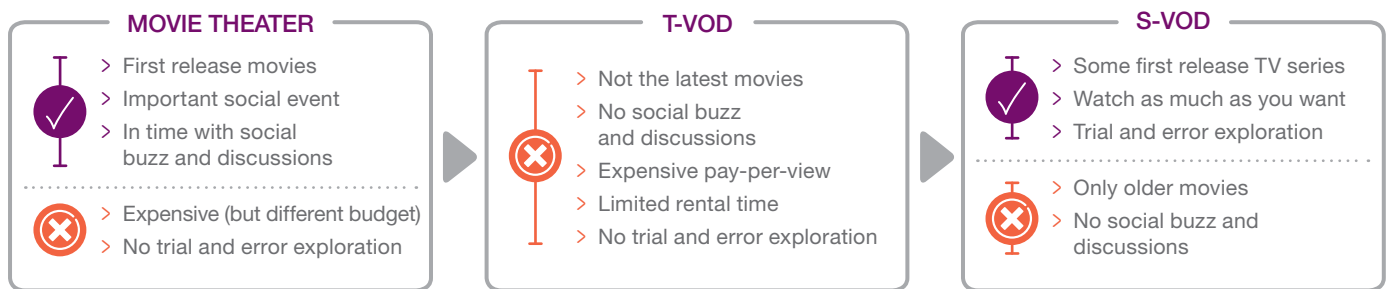 MOVIE THEATER
> First release movies
> Important social event
> In time with social
buzz and discussions
> Expensive (but different budget)
> No trial and error exploration
T-VOD
> Not the latest movies
> No social buzz
and discussions
> Expensive pay-per-view
> Limited rental time
> No trial and error exploration
S-VOD
> Some first release TV series
> Watch as much as you want
> Trial and error exploration
> Only older movies
> No social buzz and
discussions